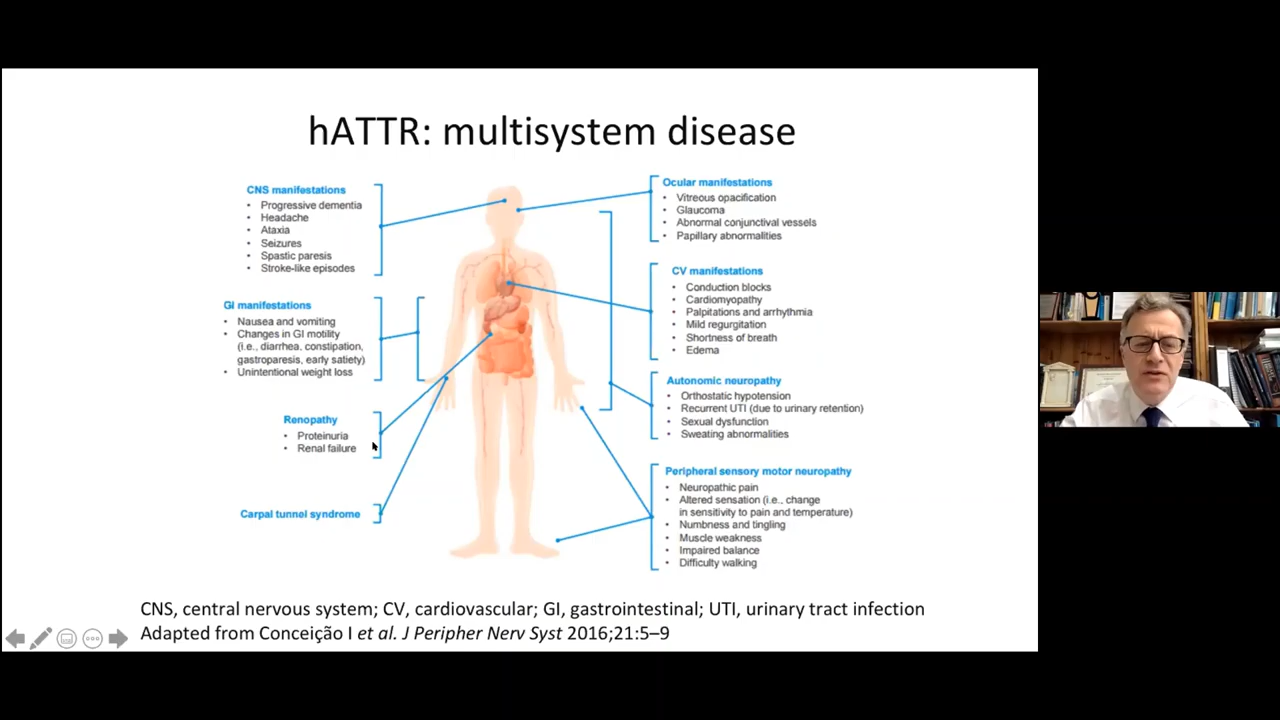 hATTR: multisystem disease
CNS manifestations
• Progressive dementia
• Headache
• Ataxia
• Seizures
• Spastic paresis
• Stroke-like episodes
GI manifestations
• Nausea and vomiting
• Changes in GI motility
(i.e., diarrhea, constipation,
gastroparesis, early satiety)
• Unintentional weight loss
Renopathy
• Proteinuria
• Renal failure
Carpal tunnel syndrome
Ocular manifestations
• Vitreous opacification
• Glaucoma
• Abnormal conjunctival vessels
• Papillary abnormalities
CV manifestations
• Conduction blocks
• Cardiomyopathy
• Palpitations and arrhythmia
• Mild regurgitation
• Shortness of breath
• Edema
Autonomic neuropathy
• Orthostatic hypotension
• Recurrent UTI (due to urinary retention)
• Sexual dysfunction
• Sweating abnormalities
Peripheral sensory motor neuropathy
• Neuropathic pain
• Altered sensation (i.e., change
in sensitivity to pain and temperature)
• Numbness and tingling
• Muscle weakness
• Impaired balance
• Difficulty walking
CNS, central nervous system; CV, cardiovascular; GI, gastrointestinal; UTI, urinary tract infection
Adapted from Conceição I et al. J Peripher Nerv Syst 2016;21:5–9